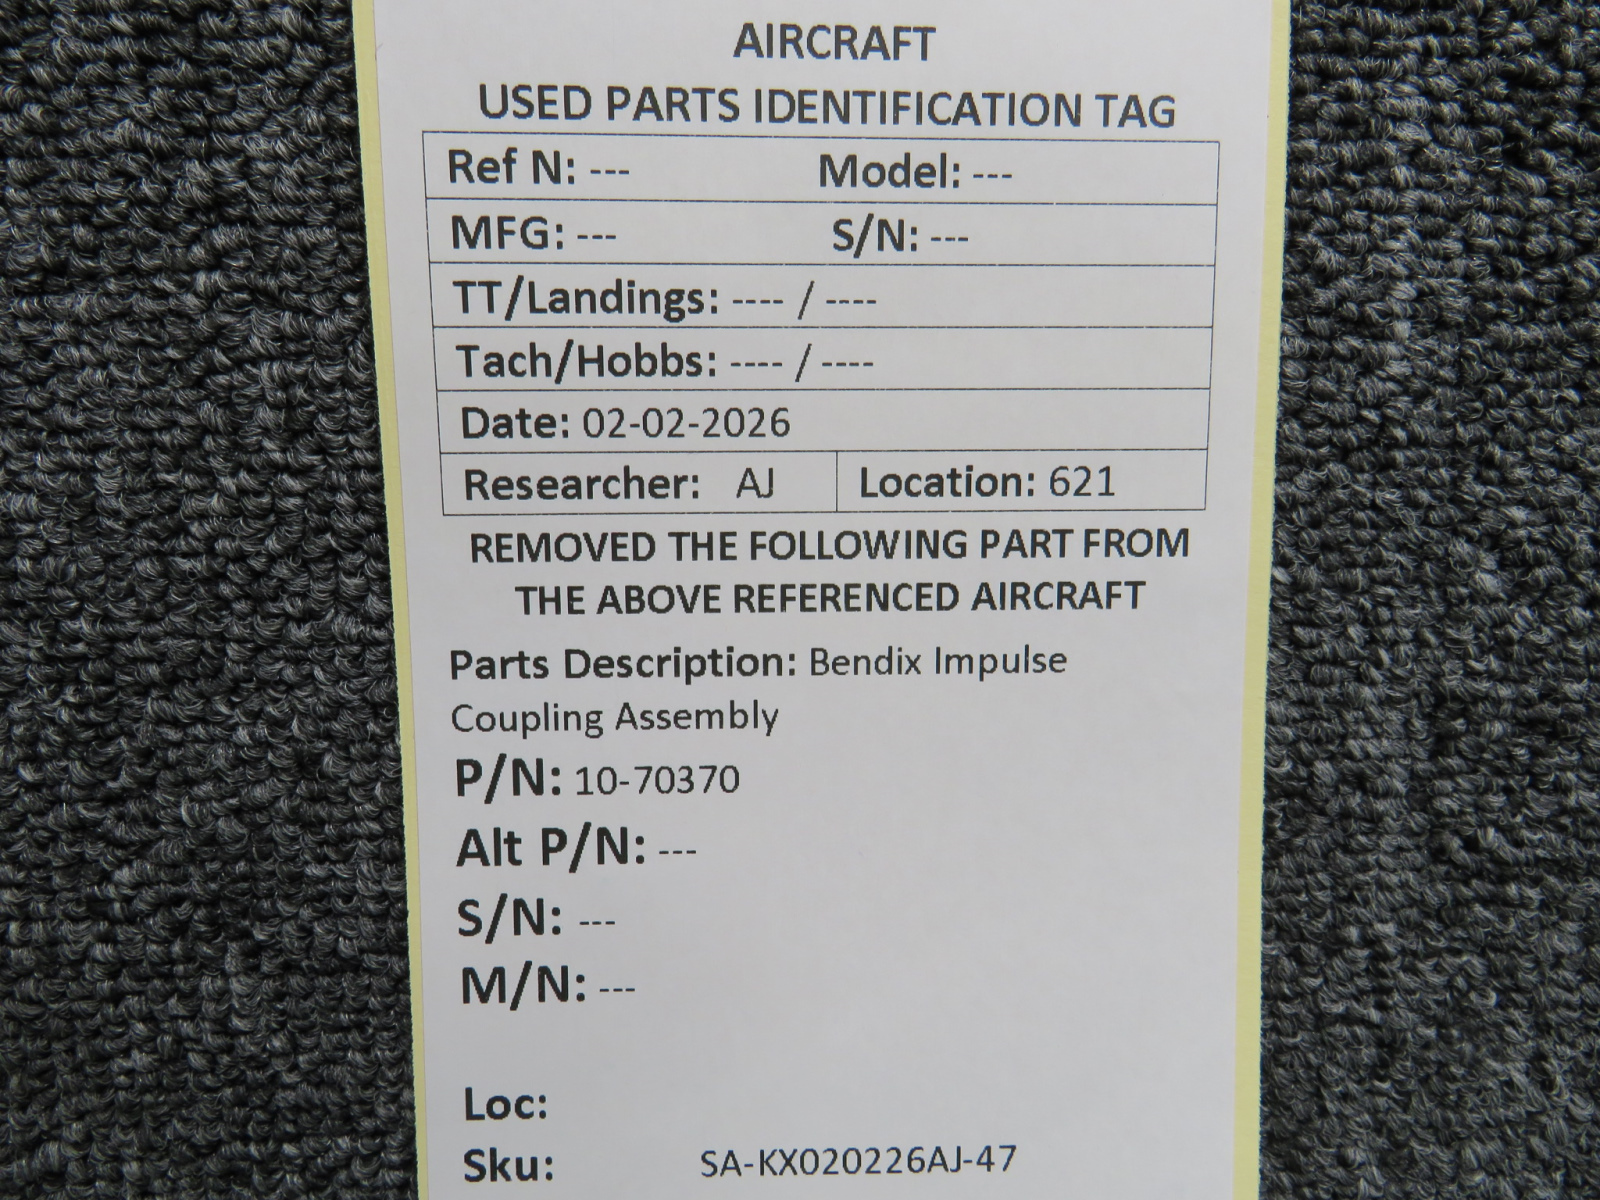 AIRCRAFT
USED PARTS IDENTIFICATION TAG
Ref N: --- Model: ---
MFG: --- S/N: ---
TT/Landings: ---- / ----
Tach/Hobbs: ---- / ----
Date: 02-02-2026
Researcher: AJ Location: 621
REMOVED THE FOLLOWING PART FROM
THE ABOVE REFERENCED AIRCRAFT
Parts Description: Bendix Impulse
Coupling Assembly
P/N: 10-70370
Alt P/N: ---
S/N: ---
M/N: ---
Loc:
Sku: SA-KX020226AJ-47